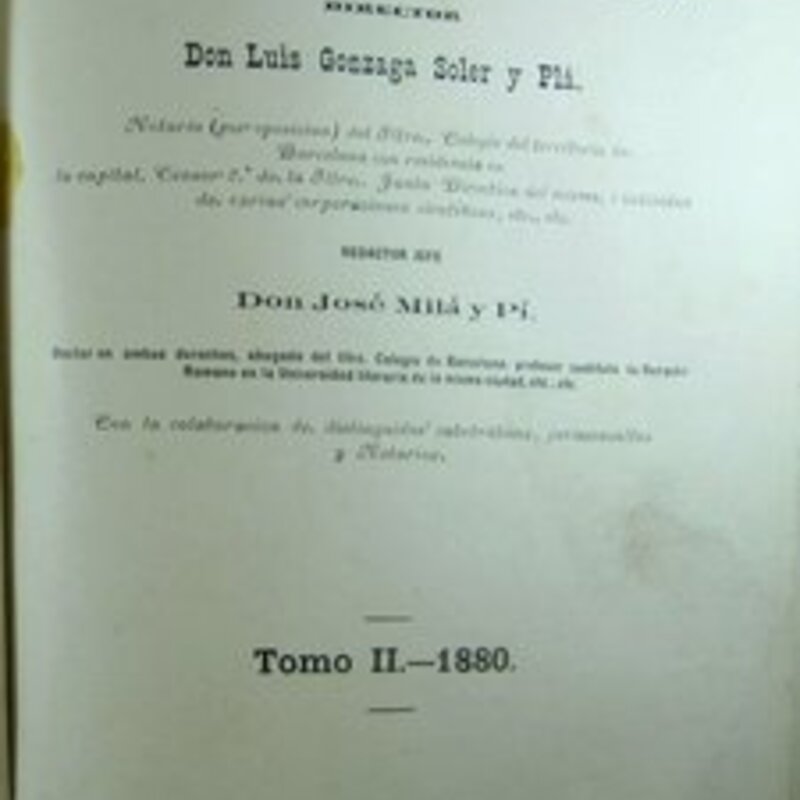 DIRECTOR
Don Luis Gonzaga Soler y Plá.
Notario (por oposicion) del Iltre. Colegio del territorio de
Barcelona con residencia en
la capital, Censor 2.º de la Iltre. Junta Directiva del mismo, é
de varias corporaciones científicas, etc., etc.
REDACTOR JEFE
Don José Milá y Pí.
Doctor en ambos derechos, abogado del Iltre. Colegio de Barcelona, profesor sustituto de Derecho
Romano en la Universidad literaria de la misma ciudad, etc., etc.
Con la colaboracion de distinguidos catedráticos, jurisconsultos
y Notarios.
Tomo II.—1880.